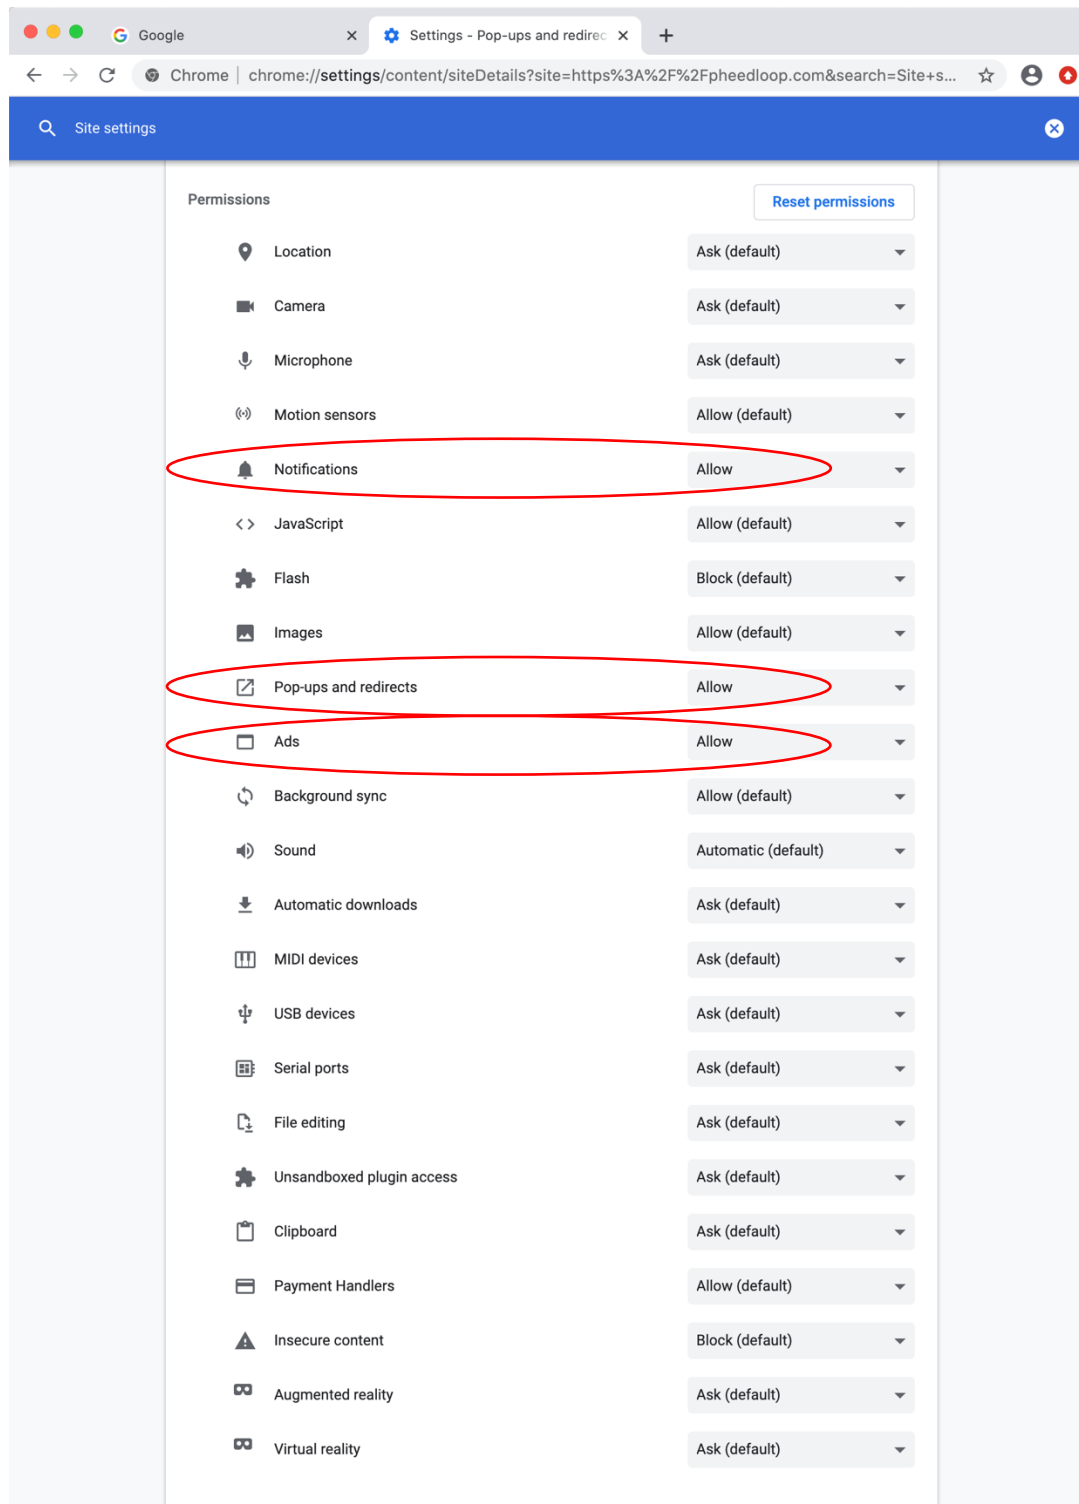 Google
Settings - Pop-ups and redirec
Chrome chrome://settings/content/siteDetails?site=https%3A%2F%2Fpheedloop.com&search=Site+s...
Site settings
Permissions Reset permissions
Location Ask (default)
Camera Ask (default)
Microphone Ask (default)
Motion sensors Allow (default)
Notifications Allow
JavaScript Allow (default)
Flash Block (default)
Images Allow (default)
Pop-ups and redirects Allow
Ads Allow
Background sync Allow (default)
Sound Automatic (default)
Automatic downloads Ask (default)
MIDI devices Ask (default)
USB devices Ask (default)
Serial ports Ask (default)
File editing Ask (default)
Unsandboxed plugin access Ask (default)
Clipboard Ask (default)
Payment Handlers Allow (default)
Insecure content Block (default)
Augmented reality Ask (default)
Virtual reality Ask (default)